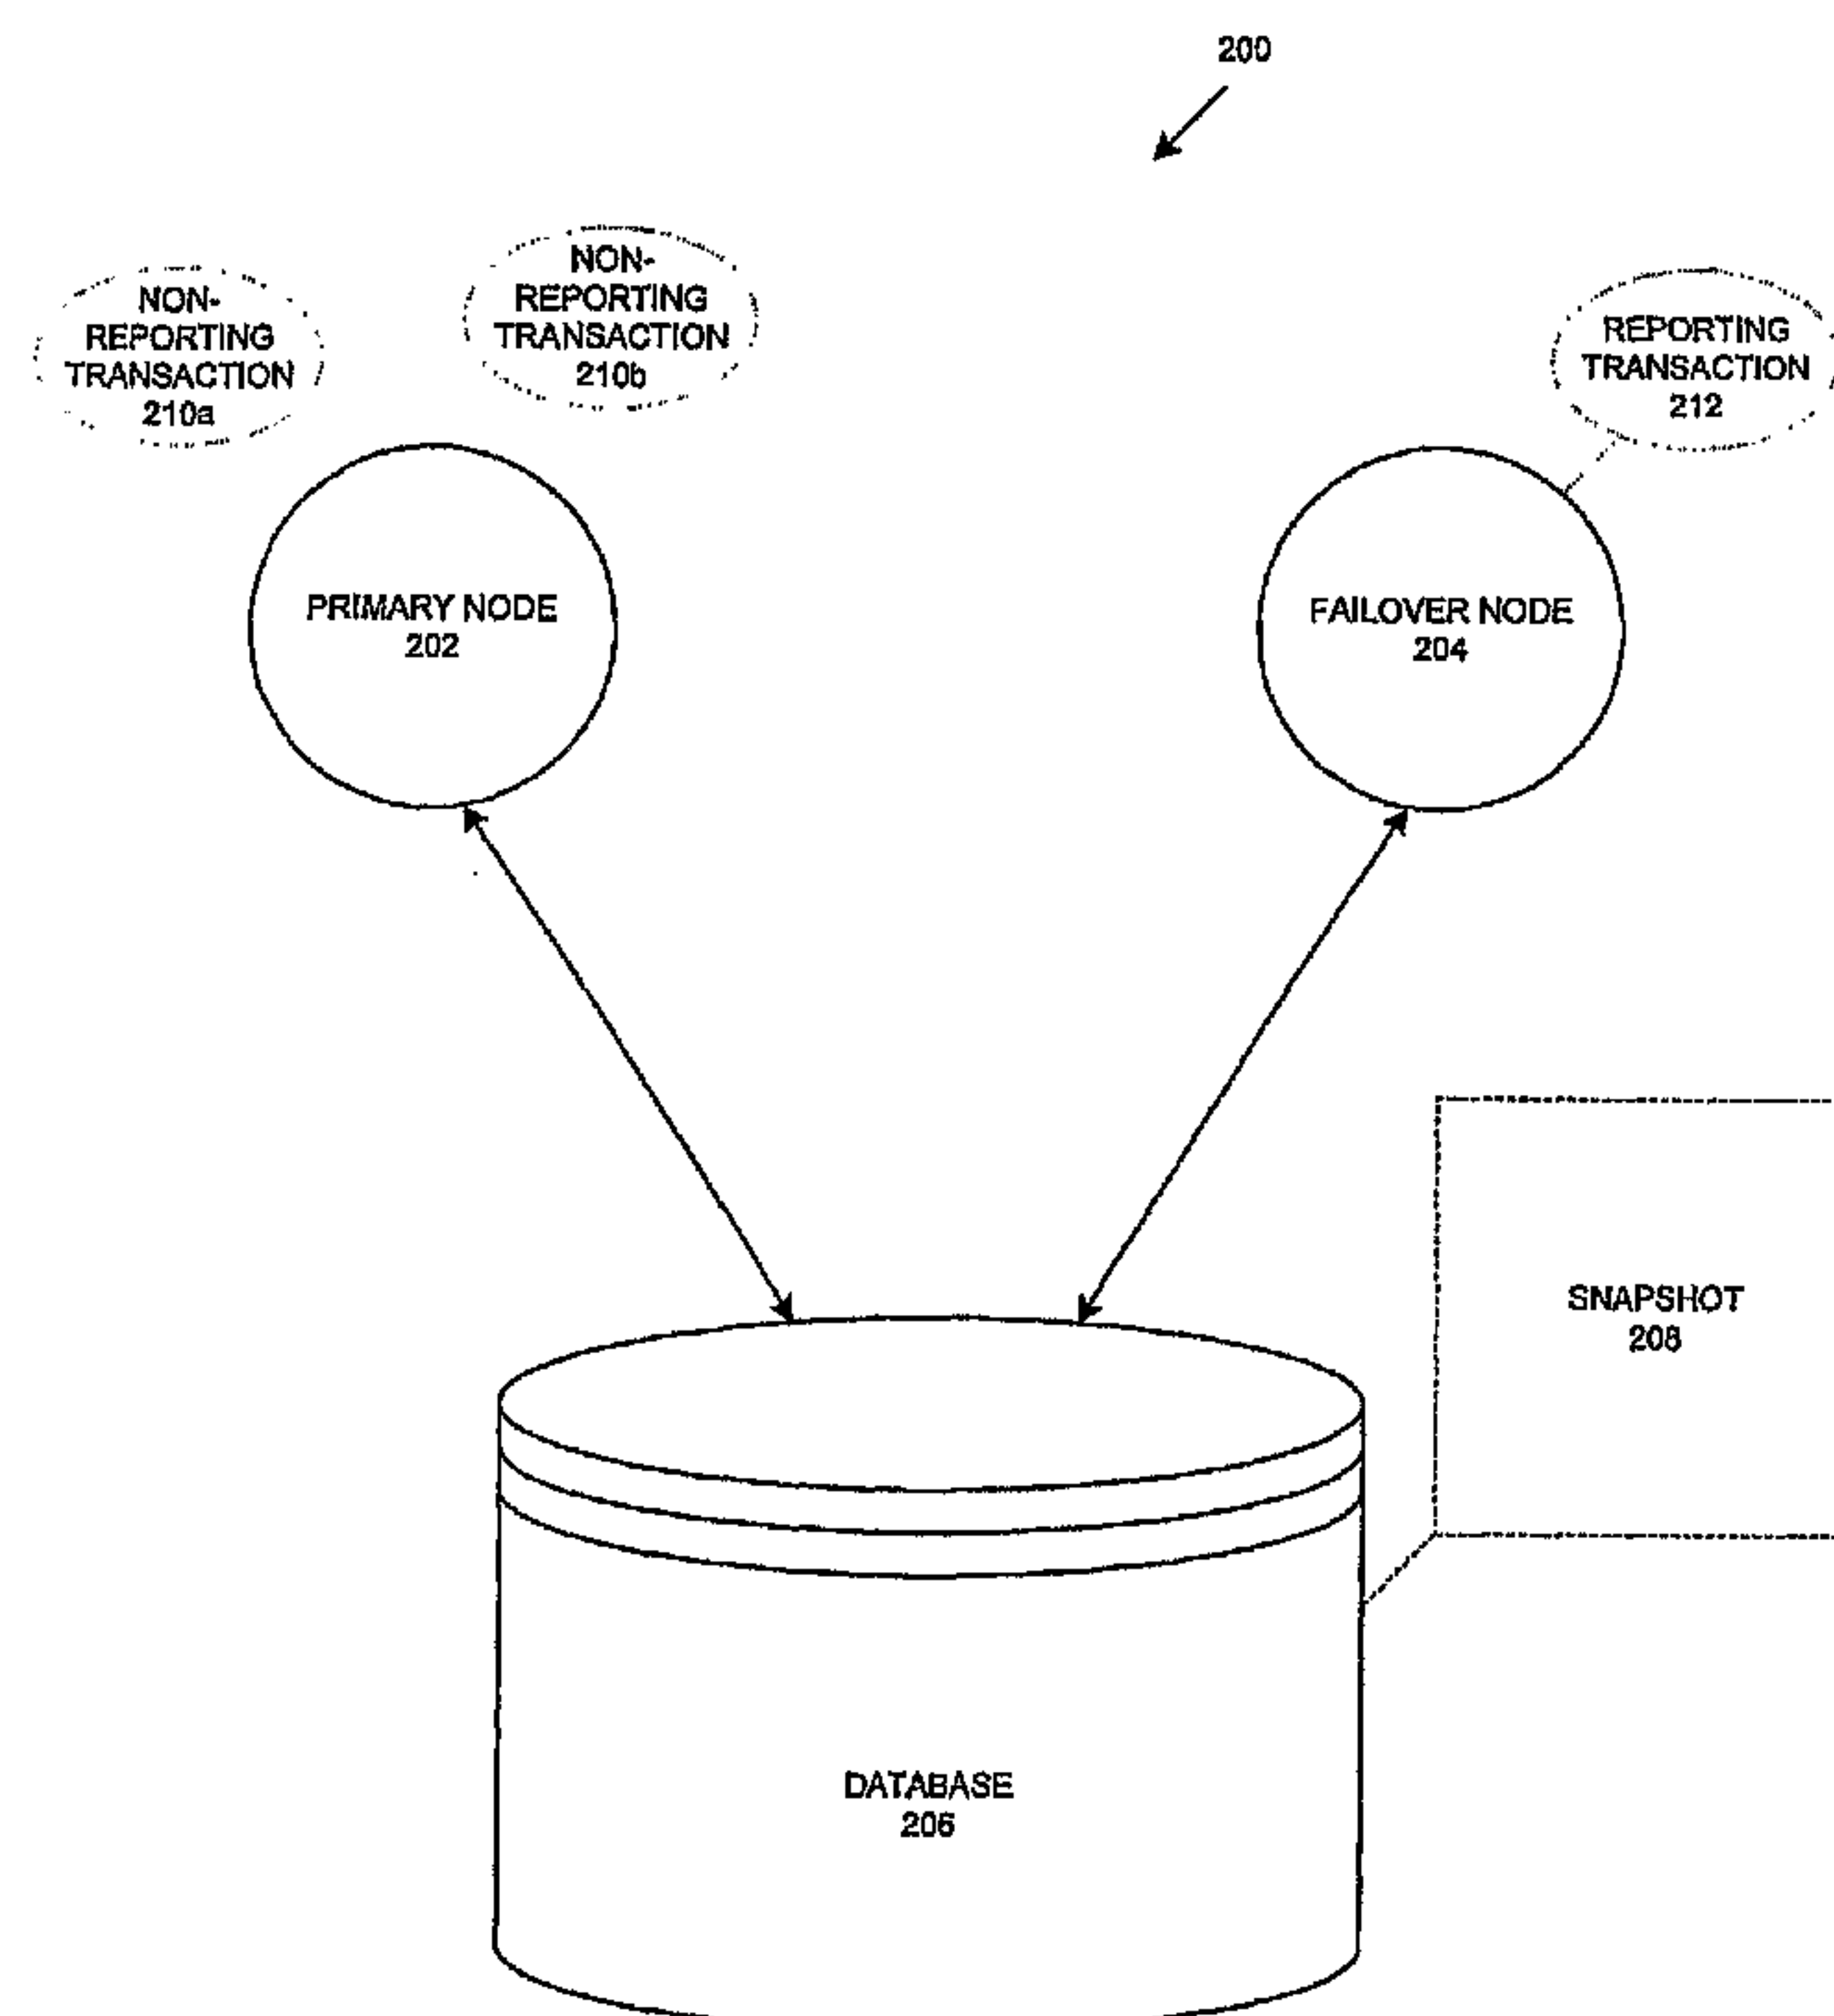 200
NON-
REPORTING
TRANSACTION
210a
NON-
REPORTING
TRANSACTION
210b
REPORTING
TRANSACTION
212
PRIMARY NODE
202
FAILOVER NODE
204
SNAPSHOT
208
DATABASE
206